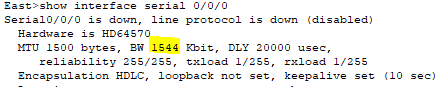 East>show interface serial 0/0/0
Serial0/0/0 is down, line protocol is down (disabled)
Hardware is HD64570
MTU 1500 bytes, BW 1544 Kbit, DLY 20000 usec,
reliability 255/255, txload 1/255, rxload 1/255
Encapsulation HDLC, loopback not set, keepalive set (10 sec)